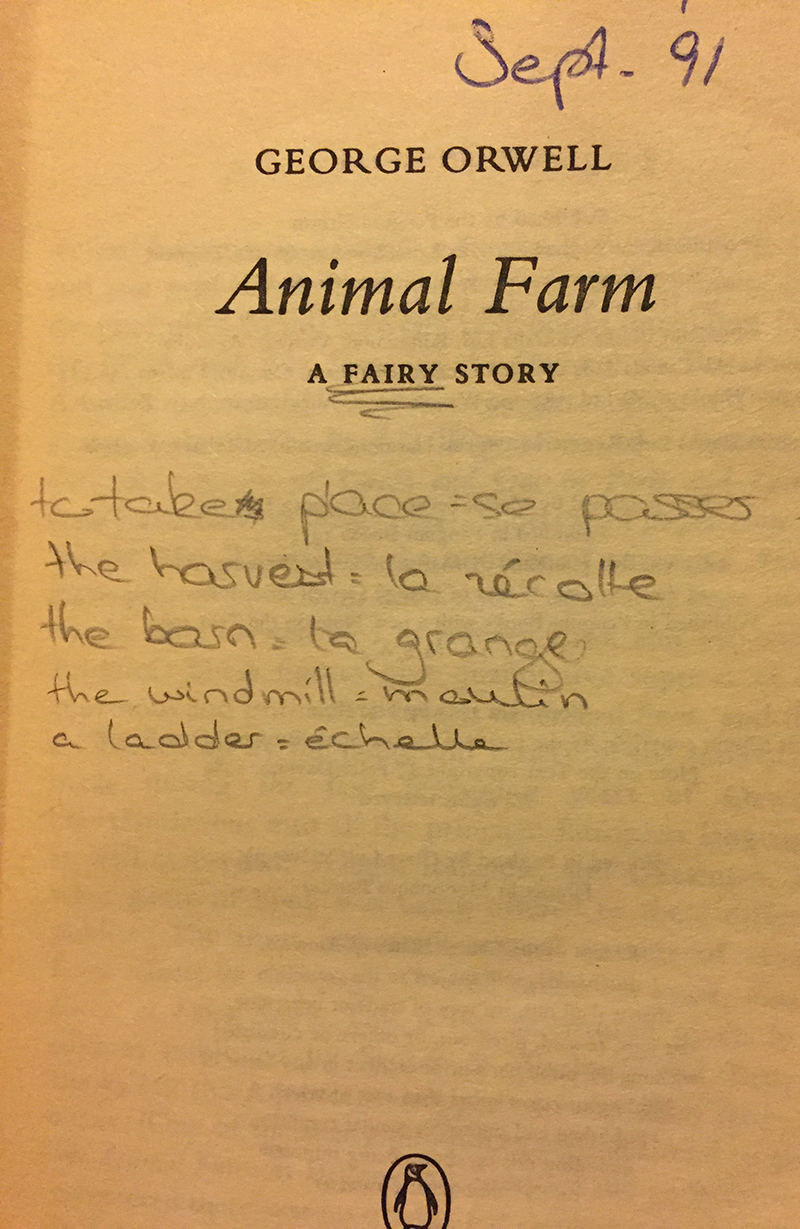 Sept. 91
GEORGE ORWELL
Animal Farm
A FAIRY STORY
to take place = se passer
the harvest = la récolte
the barn = la grange
the windmill = moulin
a ladder = échelle